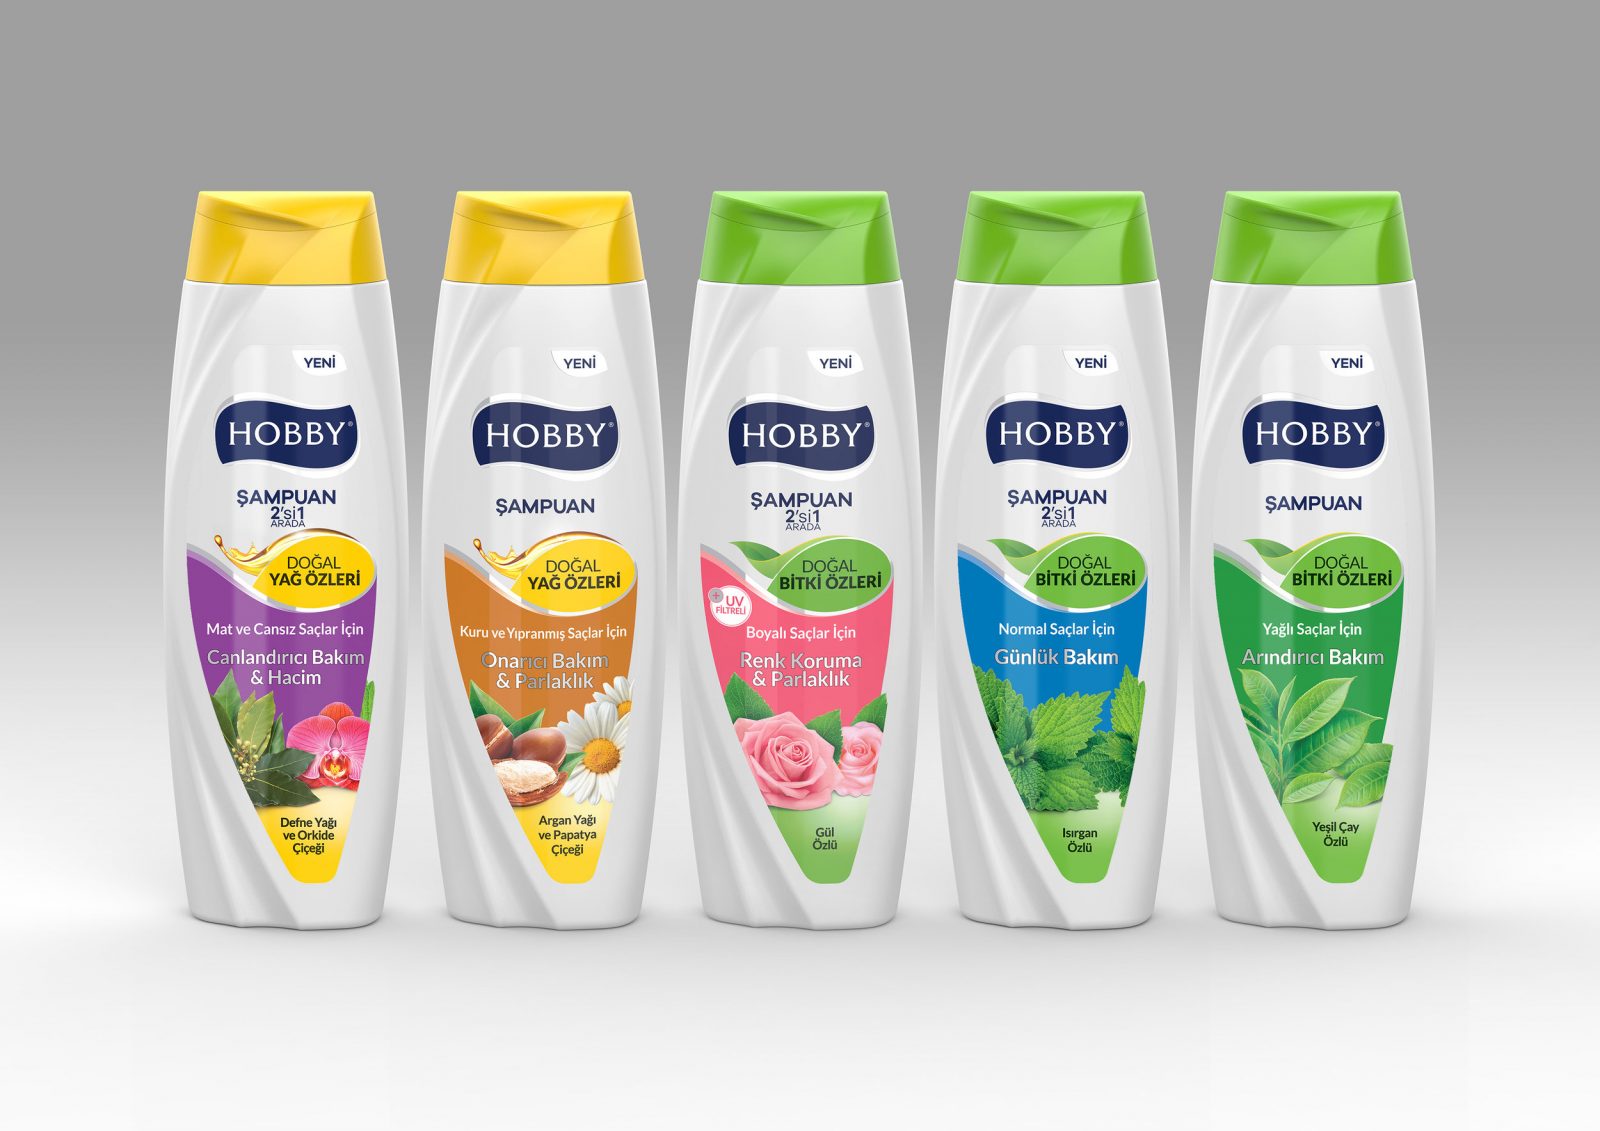 YENİ
HOBBY®
ŞAMPUAN
2'si1
ARADA
DOĞAL
YAĞ ÖZLERİ
Mat ve Cansız Saçlar İçin
Canlandırıcı Bakım
& Hacim
Defne Yağı
ve Orkide
Çiçeği
YENİ
HOBBY®
ŞAMPUAN
DOĞAL
YAĞ ÖZLERİ
Kuru ve Yıpranmış Saçlar İçin
Onarıcı Bakım
& Parlaklık
Argan Yağı
ve Papatya
Çiçeği
YENİ
HOBBY®
ŞAMPUAN
2'si1
ARADA
DOĞAL
BİTKİ ÖZLERİ
+ UV
FİLTRELİ
Boyalı Saçlar İçin
Renk Koruma
& Parlaklık
Gül
Özlü
YENİ
HOBBY®
ŞAMPUAN
2'si1
ARADA
DOĞAL
BİTKİ ÖZLERİ
Normal Saçlar İçin
Günlük Bakım
Isırgan
Özlü
YENİ
HOBBY®
ŞAMPUAN
DOĞAL
BİTKİ ÖZLERİ
Yağlı Saçlar İçin
Arındırıcı Bakım
Yeşil Çay
Özlü